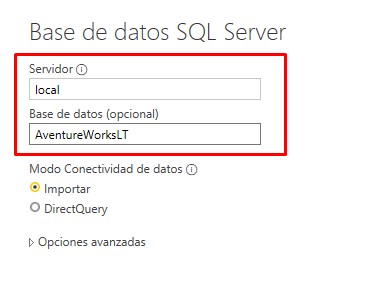 Base de datos SQL Server
Servidor
local
Base de datos (opcional)
AventureWorksLT
Modo Conectividad de datos
Importar
DirectQuery
Opciones avanzadas